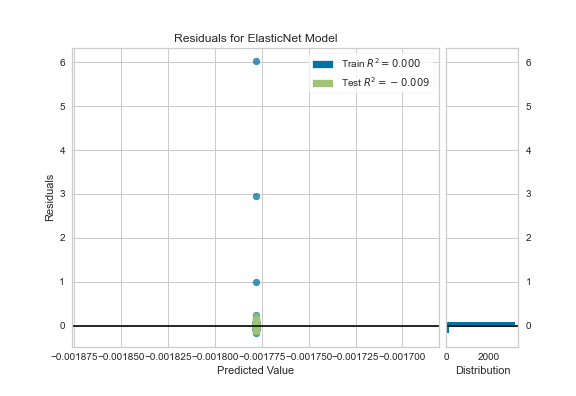 Residuals for ElasticNet Model
Train R² = 0.000
Test R² = −0.009
Residuals
6
5
4
3
2
1
0
6
5
4
3
2
1
0
−0.001875 −0.001850 −0.001825 −0.001800 −0.001775 −0.001750 −0.001725 −0.001700
0 2000
Predicted Value
Distribution